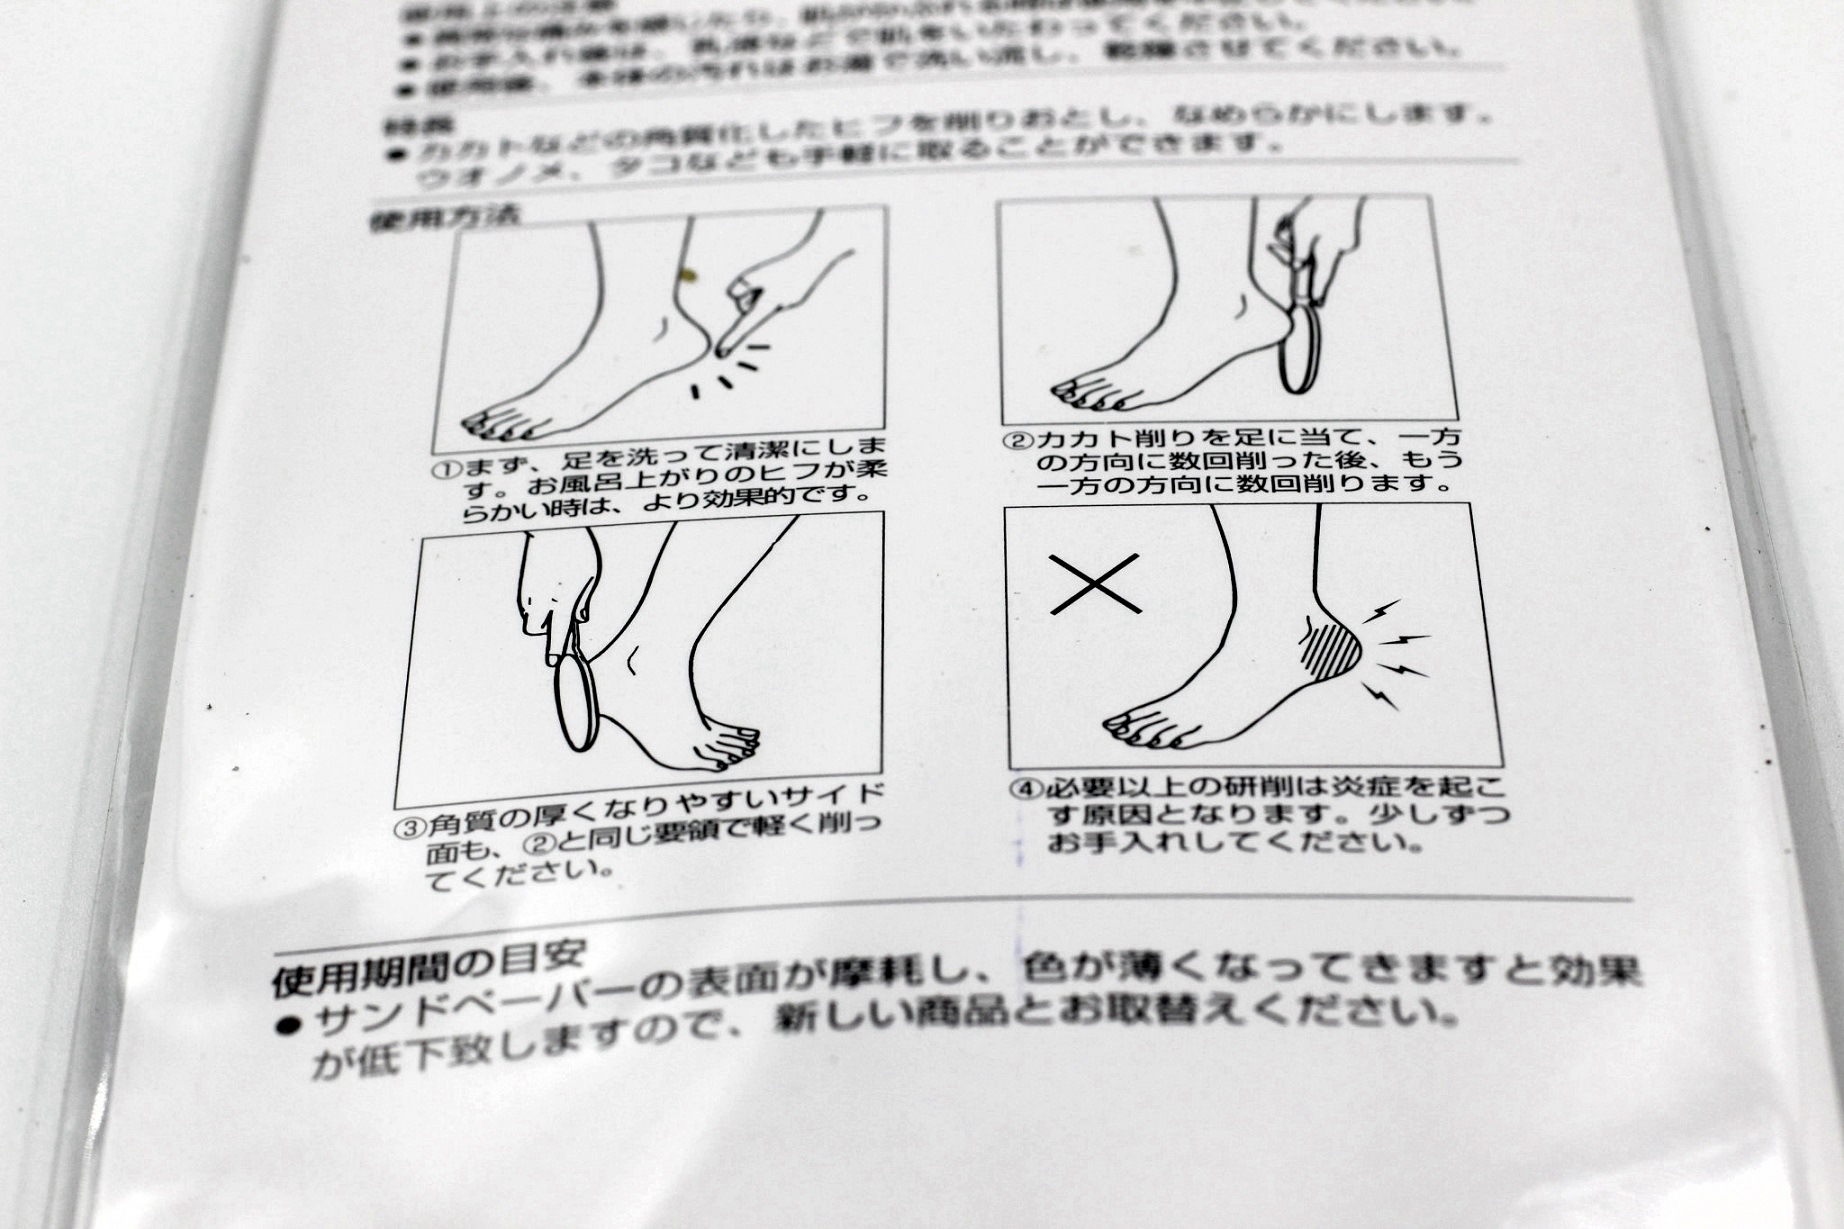 使用上の注意
● お手入れ後は、乳液などで肌をいたわってください。
● 使用後、本体の汚れはお湯で洗い流し、乾燥させてください。
特長
● カカトなどの角質化したヒフを削りおとし、なめらかにします。
ウオノメ、タコなども手軽に取ることができます。
使用方法
①まず、足を洗って清潔にしま
す。お風呂上がりのヒフが柔
らかい時は、より効果的です。
②カカト削りを足に当て、一方
の方向に数回削った後、もう
一方の方向に数回削ります。
③角質の厚くなりやすいサイド
面も、②と同じ要領で軽く削っ
てください。
④必要以上の研削は炎症を起こ
す原因となります。少しずつ
お手入れしてください。
使用期間の目安
● サンドペーパーの表面が摩耗し、色が薄くなってきますと効果
が低下致しますので、新しい商品とお取替えください。